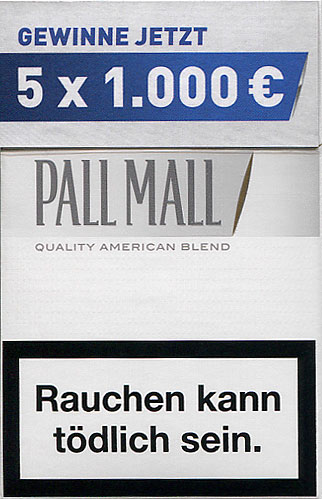 GEWINNE JETZT
5 x 1.000 €
PALL MALL
QUALITY AMERICAN BLEND
Rauchen kann
tödlich sein.